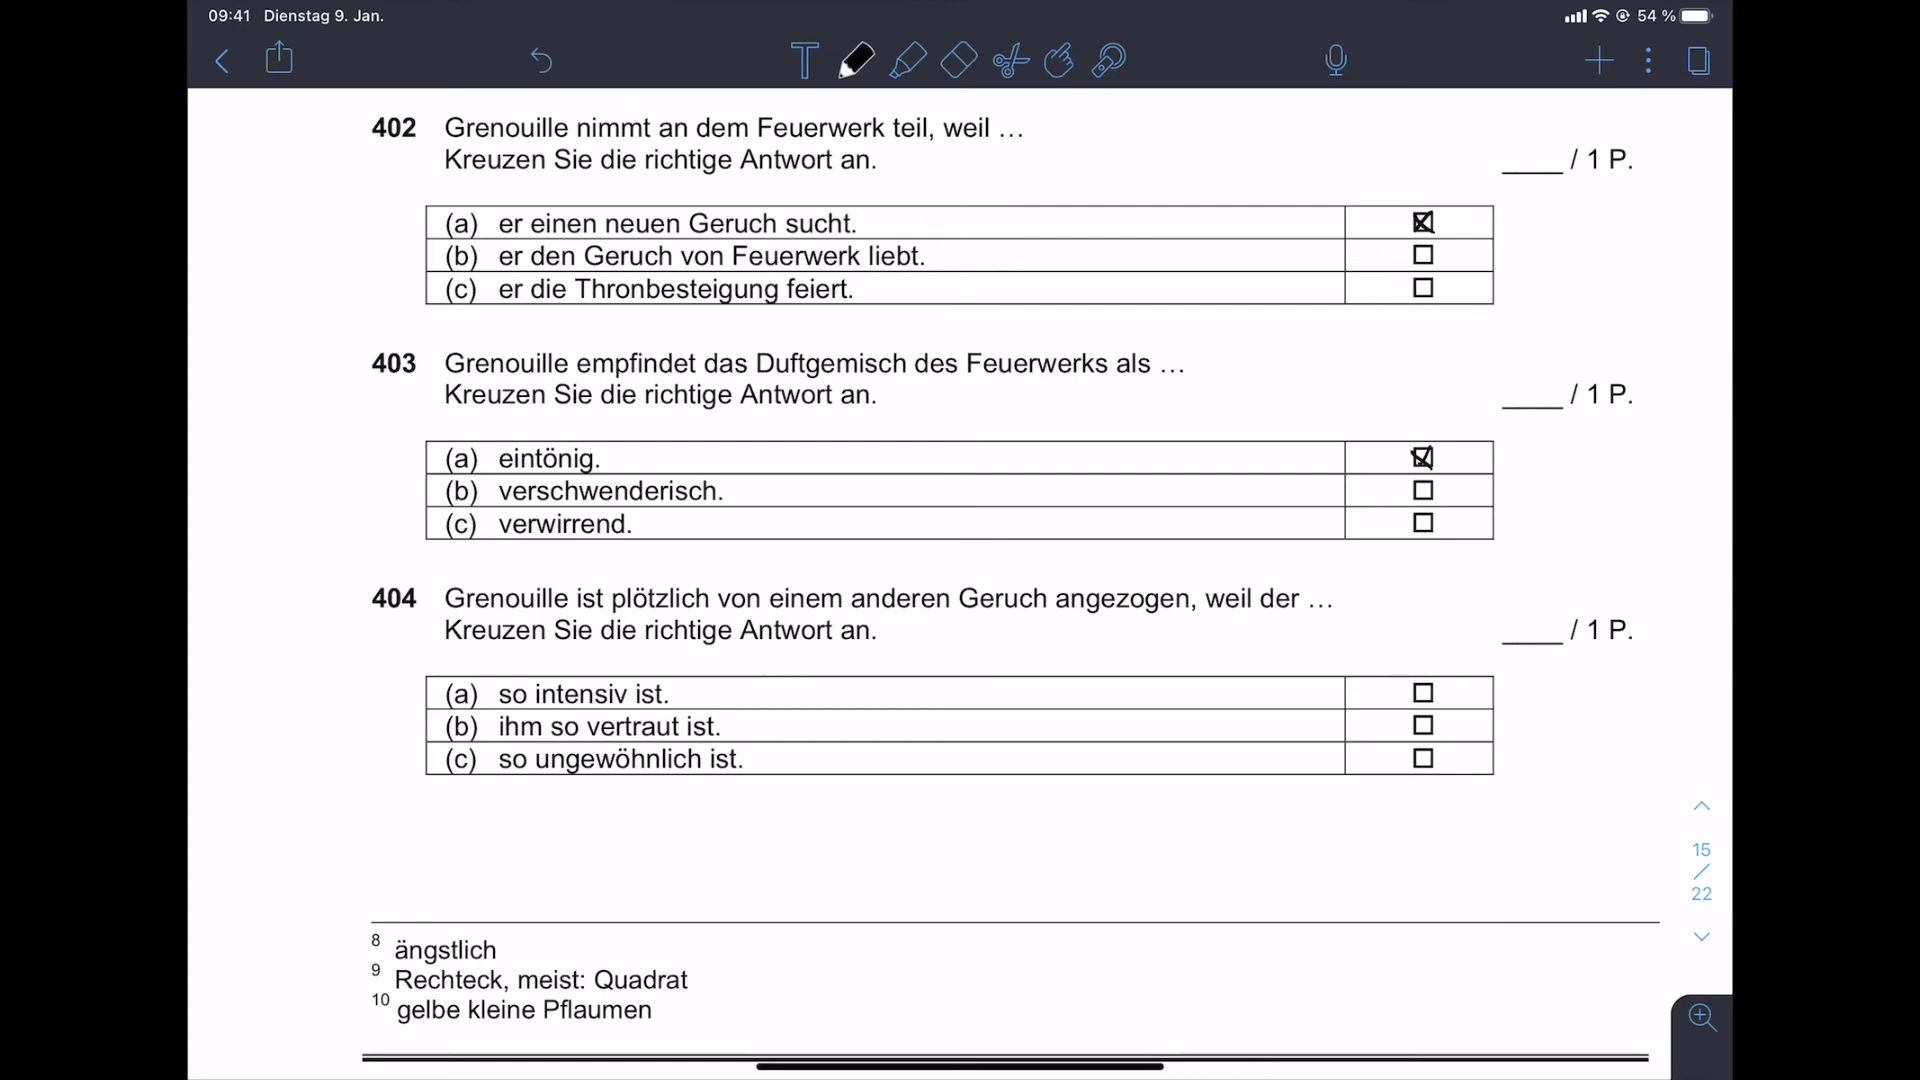 09:41 Dienstag 9. Jan.
54 %
402 Grenouille nimmt an dem Feuerwerk teil, weil …
Kreuzen Sie die richtige Antwort an.
____ / 1 P.
(a) er einen neuen Geruch sucht.
(b) er den Geruch von Feuerwerk liebt.
(c) er die Thronbesteigung feiert.
403 Grenouille empfindet das Duftgemisch des Feuerwerks als …
Kreuzen Sie die richtige Antwort an.
____ / 1 P.
(a) eintönig.
(b) verschwenderisch.
(c) verwirrend.
404 Grenouille ist plötzlich von einem anderen Geruch angezogen, weil der …
Kreuzen Sie die richtige Antwort an.
____ / 1 P.
(a) so intensiv ist.
(b) ihm so vertraut ist.
(c) so ungewöhnlich ist.
15
/
22
8 ängstlich
9 Rechteck, meist: Quadrat
10 gelbe kleine Pflaumen